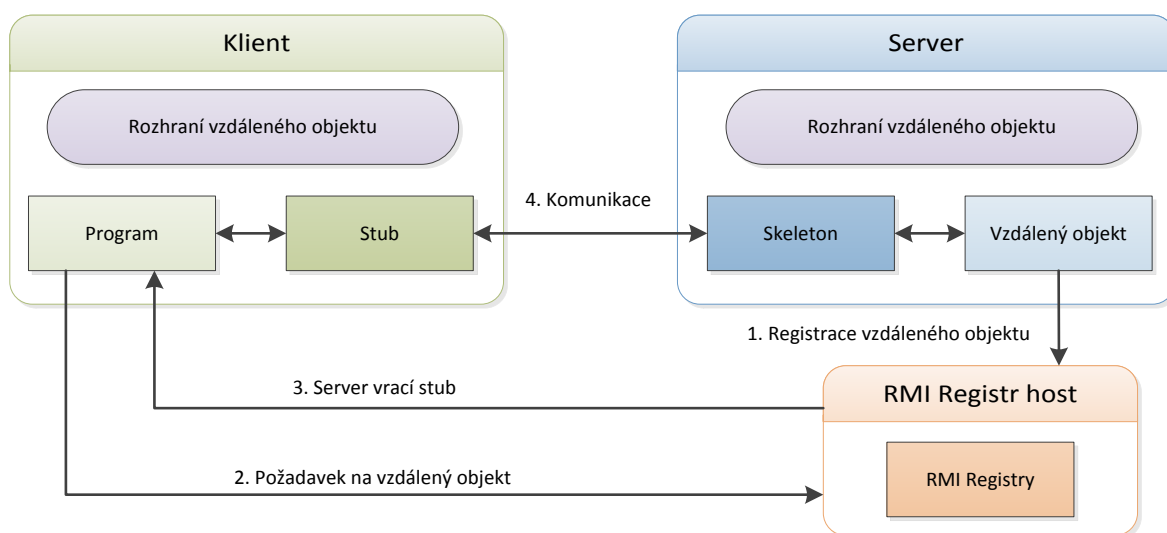 Klient
Server
Rozhraní vzdáleného objektu
Rozhraní vzdáleného objektu
4. Komunikace
Program
Stub
Skeleton
Vzdálený objekt
1. Registrace vzdáleného objektu
3. Server vrací stub
RMI Registr host
2. Požadavek na vzdálený objekt
RMI Registry